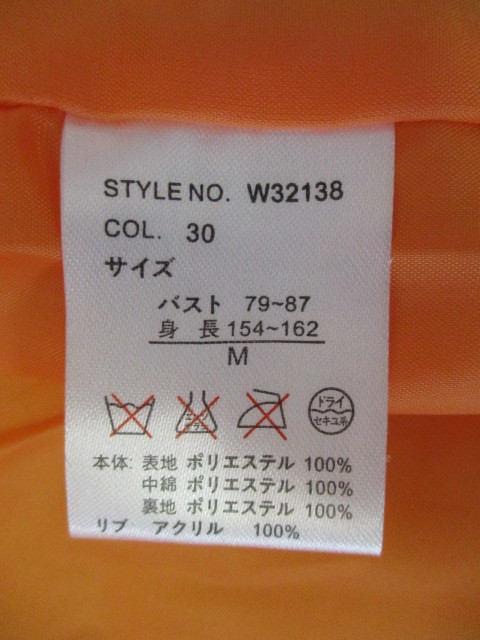 STYLE NO. W32138
COL. 30
サイズ
バスト 79~87
身 長 154~162
M
ドライ
セキユ系
本体: 表地 ポリエステル 100%
中綿 ポリエステル 100%
裏地 ポリエステル 100%
リブ アクリル 100%